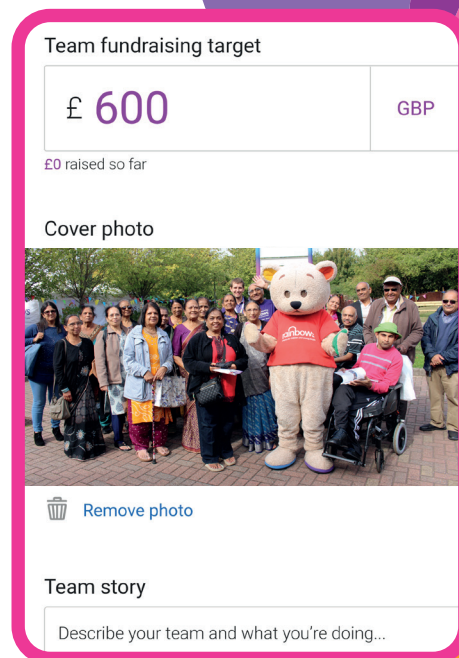 Team fundraising target
£ 600 GBP
£0 raised so far
Cover photo
rainbows
Remove photo
Team story
Describe your team and what you're doing...